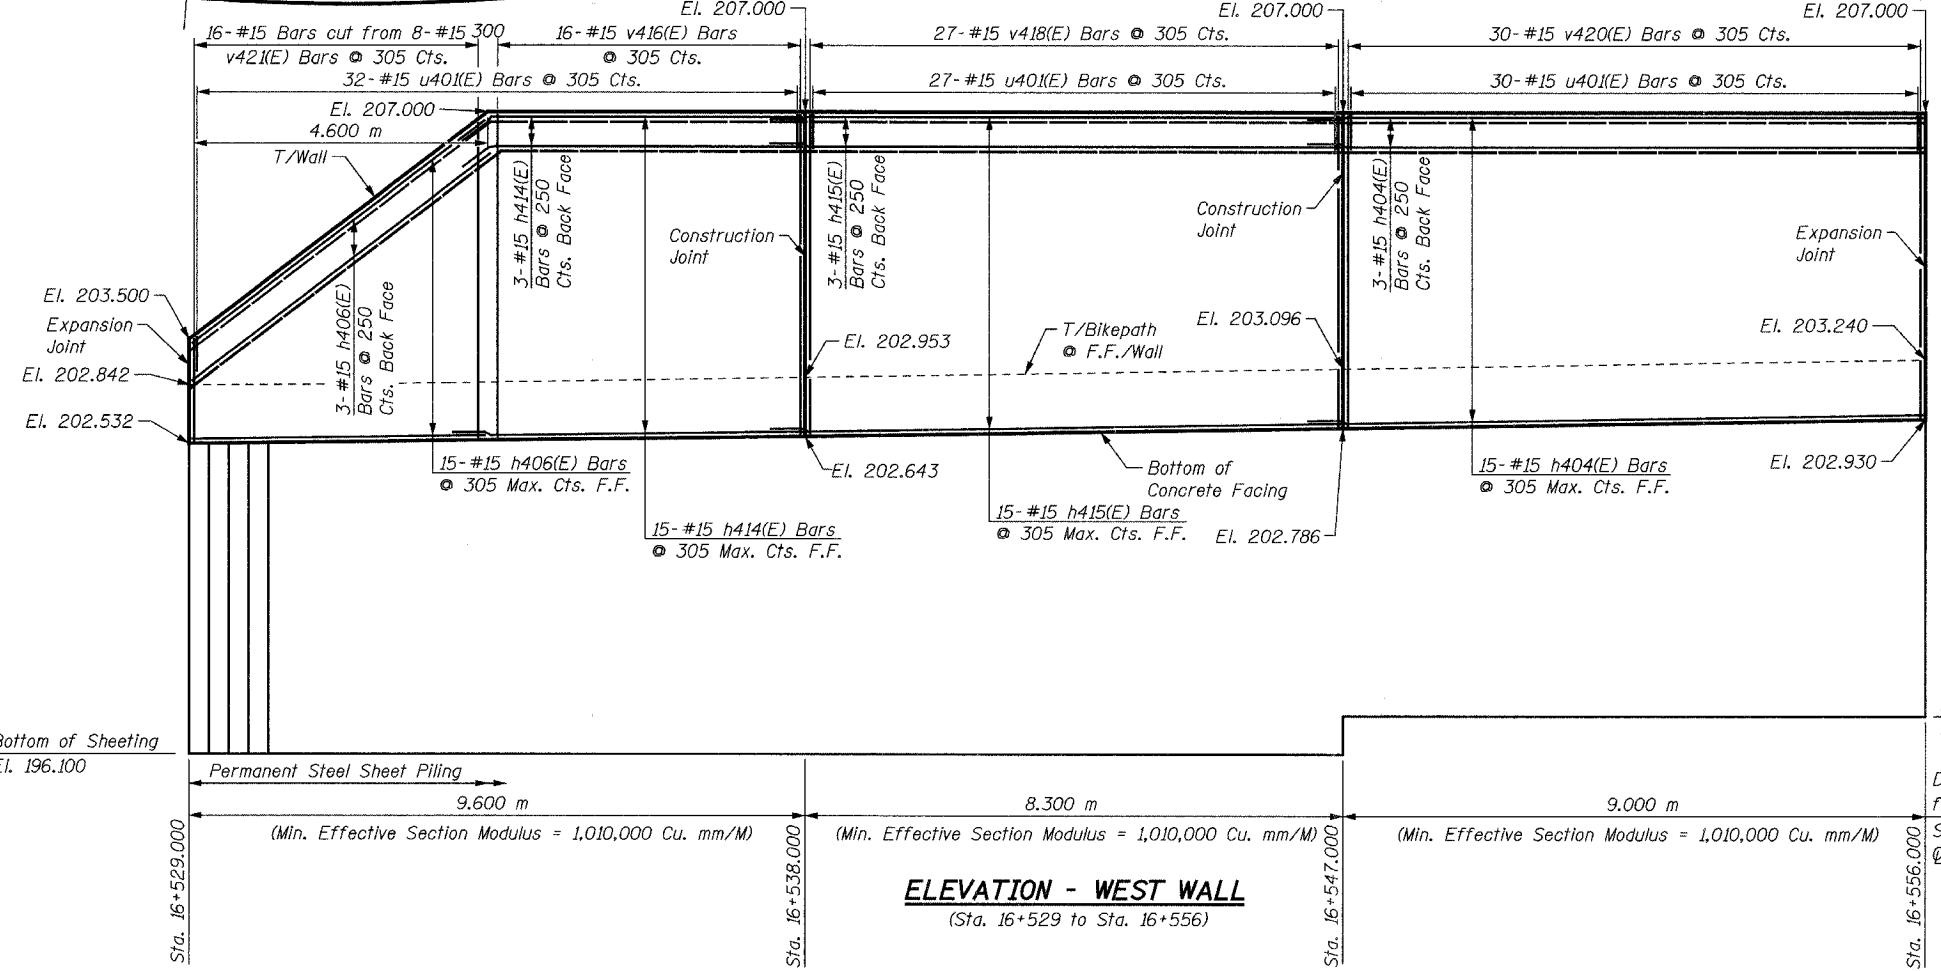 El. 207.000
El. 207.000
El. 207.000
16-#15 Bars cut from 8-#15
v421(E) Bars @ 305 Cts.
300
16-#15 v416(E) Bars
@ 305 Cts.
27-#15 v418(E) Bars @ 305 Cts.
30-#15 v420(E) Bars @ 305 Cts.
32-#15 u401(E) Bars @ 305 Cts.
27-#15 u401(E) Bars @ 305 Cts.
30-#15 u401(E) Bars @ 305 Cts.
El. 207.000
4.600 m
T/Wall
3-#15 h414(E)
Bars @ 250
Cts. Back Face
3-#15 h415(E)
Bars @ 250
Cts. Back Face
3-#15 h404(E)
Bars @ 250
Cts. Back Face
Construction
Joint
Construction
Joint
Expansion
Joint
El. 203.500
Expansion
Joint
El. 202.842
El. 202.532
3-#15 h406(E)
Bars @ 250
Cts. Back Face
El. 202.953
T/Bikepath
@ F.F./Wall
El. 203.096
El. 203.240
15-#15 h406(E) Bars
@ 305 Max. Cts. F.F.
El. 202.643
Bottom of
Concrete Facing
15-#15 h404(E) Bars
@ 305 Max. Cts. F.F.
El. 202.930
15-#15 h414(E) Bars
@ 305 Max. Cts. F.F.
15-#15 h415(E) Bars
@ 305 Max. Cts. F.F.
El. 202.786
Bottom of Sheeting
El. 196.100
Permanent Steel Sheet Piling
9.600 m
(Min. Effective Section Modulus = 1,010,000 Cu. mm/M)
8.300 m
(Min. Effective Section Modulus = 1,010,000 Cu. mm/M)
9.000 m
(Min. Effective Section Modulus = 1,010,000 Cu. mm/M)
Sta. 16+529.000
Sta. 16+538.000
Sta. 16+547.000
Sta. 16+556.000
ELEVATION - WEST WALL
(Sta. 16+529 to Sta. 16+556)